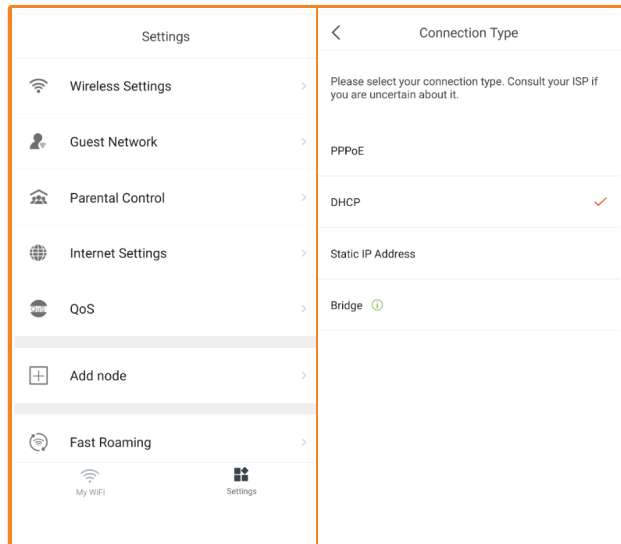 Settings
Wireless Settings
Guest Network
Parental Control
Internet Settings
QoS
QoS
Add node
Fast Roaming
My WiFi
Settings
Connection Type
Please select your connection type. Consult your ISP if
you are uncertain about it.
PPPoE
DHCP
Static IP Address
Bridge